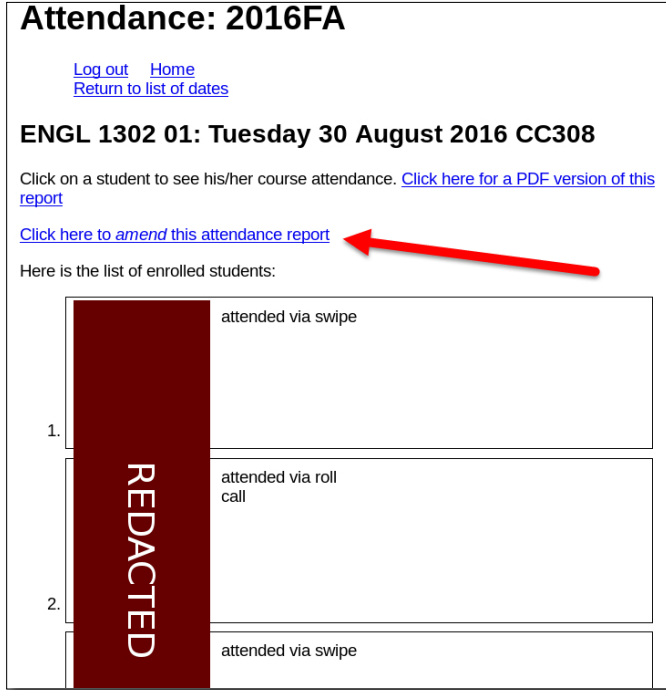 Attendance: 2016FA
Log out Home
Return to list of dates
ENGL 1302 01: Tuesday 30 August 2016 CC308
Click on a student to see his/her course attendance. Click here for a PDF version of this
report
Click here to amend this attendance report
Here is the list of enrolled students:
attended via swipe
1.
REDACTED
attended via roll
call
2.
attended via swipe